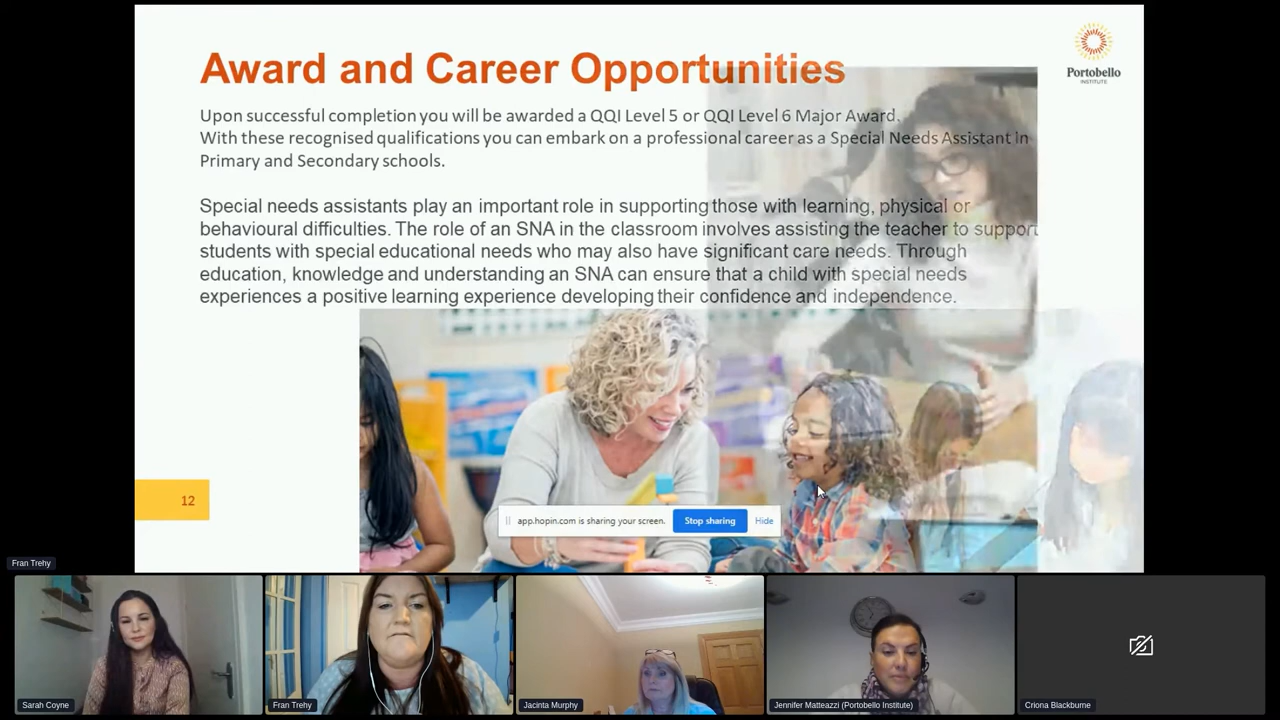 Award and Career Opportunities
Portobello
INSTITUTE
Upon successful completion you will be awarded a QQI Level 5 or QQI Level 6 Major Award.
With these recognised qualifications you can embark on a professional career as a Special Needs Assistant in
Primary and Secondary schools.
Special needs assistants play an important role in supporting those with learning, physical or
behavioural difficulties. The role of an SNA in the classroom involves assisting the teacher to support
students with special educational needs who may also have significant care needs. Through
education, knowledge and understanding an SNA can ensure that a child with special needs
experiences a positive learning experience developing their confidence and independence.
12
app.hopin.com is sharing your screen. Stop sharing Hide
Fran Trehy
Sarah Coyne
Fran Trehy
Jacinta Murphy
Jennifer Matteazzi (Portobello Institute)
Criona Blackburne